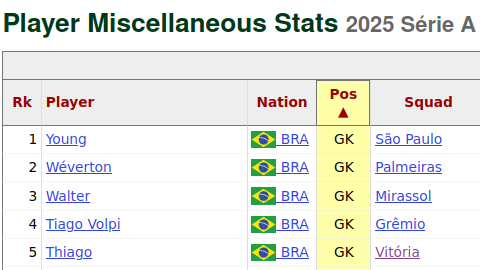 Player Miscellaneous Stats 2025 Série A
Rk Player Nation Pos ▲ Squad
1 Young BRA GK São Paulo
2 Wéverton BRA GK Palmeiras
3 Walter BRA GK Mirassol
4 Tiago Volpi BRA GK Grêmio
5 Thiago BRA GK Vitória